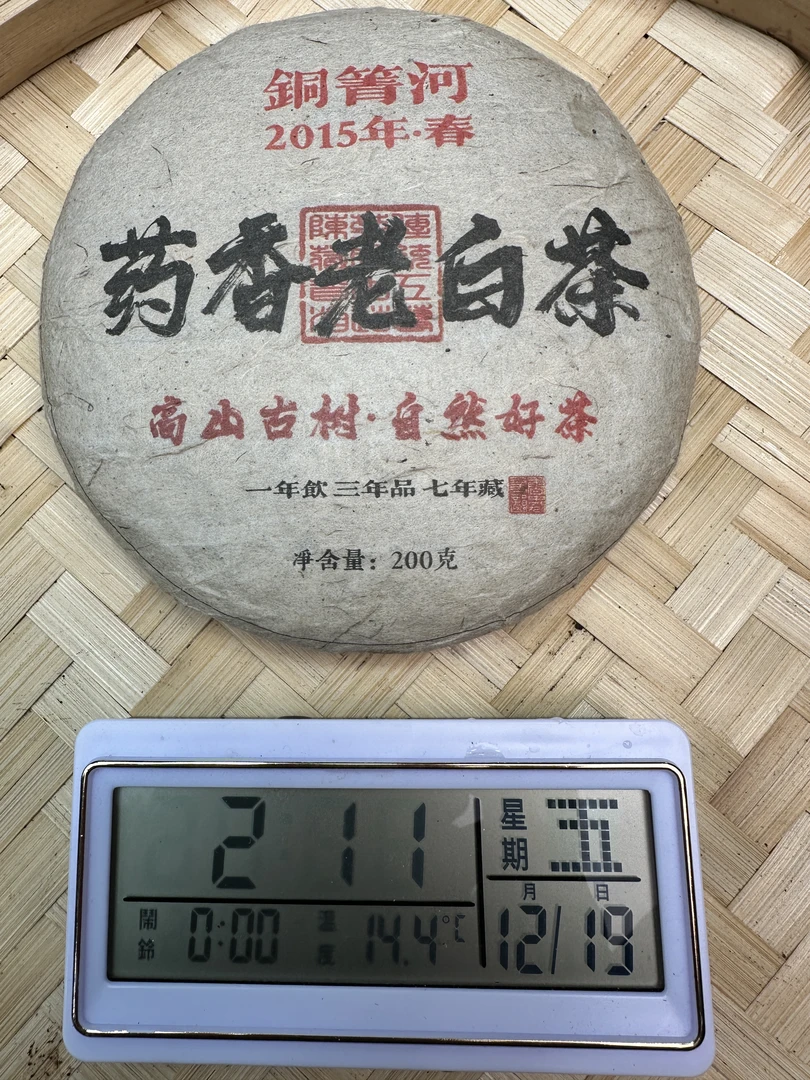 銅箐河
2015年·春
药香老白茶
高山古树·自然好茶
一年飲 三年品 七年藏
凈含量：200克
2 11
星期 五
鬧鈴 0:00 温度 14.4°C
月 日
12/19